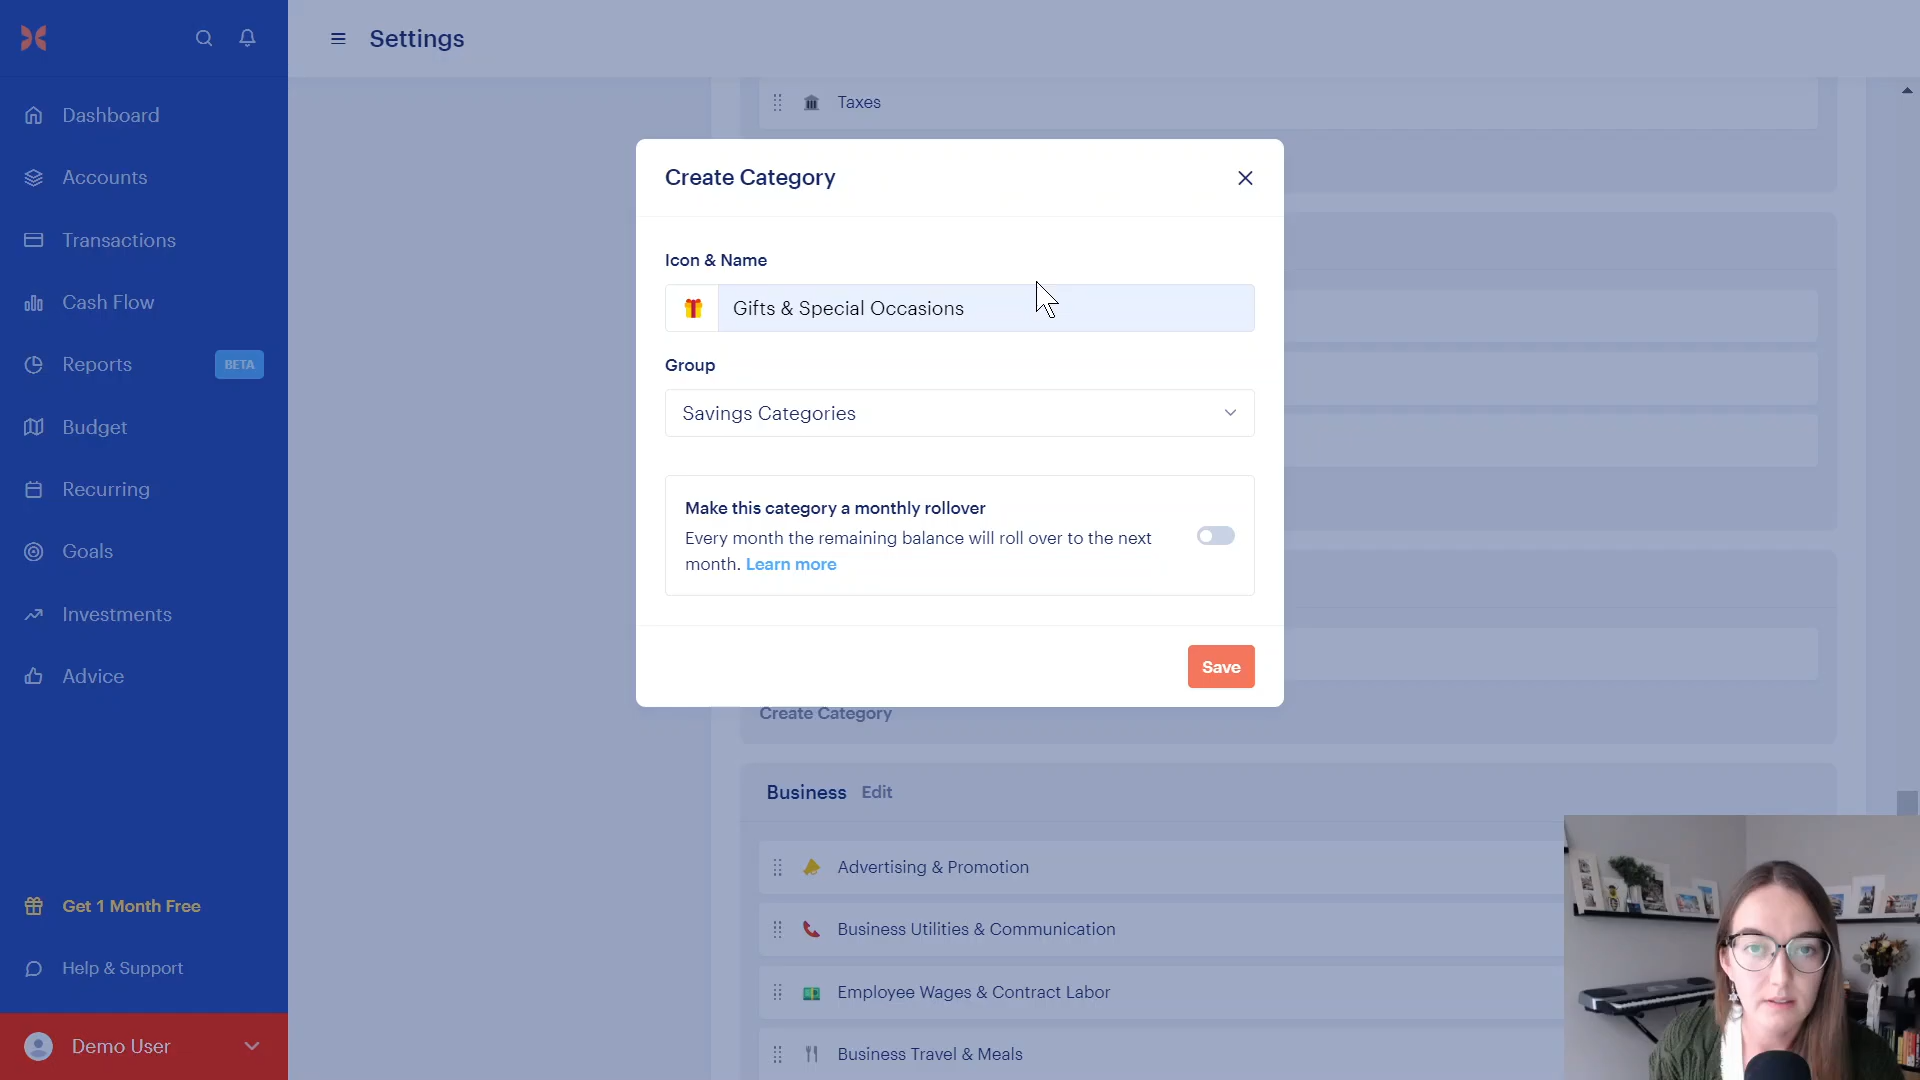 Settings
Dashboard
Accounts
Transactions
Cash Flow
Reports
BETA
Budget
Recurring
Goals
Investments
Advice
Get 1 Month Free
Help & Support
Demo User
Taxes
Create Category
Icon & Name
Gifts & Special Occasions
Group
Savings Categories
Make this category a monthly rollover
Every month the remaining balance will roll over to the next
month. Learn more
Save
Create Category
Business Edit
Advertising & Promotion
Business Utilities & Communication
Employee Wages & Contract Labor
Business Travel & Meals